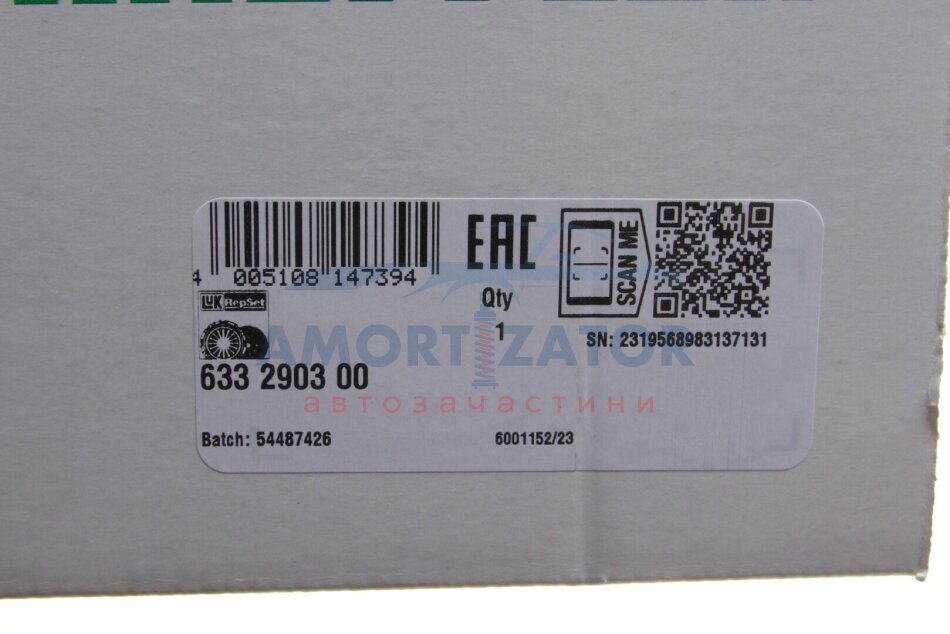 4 005108 147394
EAC
SCAN ME
LuK RepSet
Qty
1
SN: 2319568983137131
AMORTIZATOR
633 2903 00
автозачастини
Batch: 54487426
6001152/23